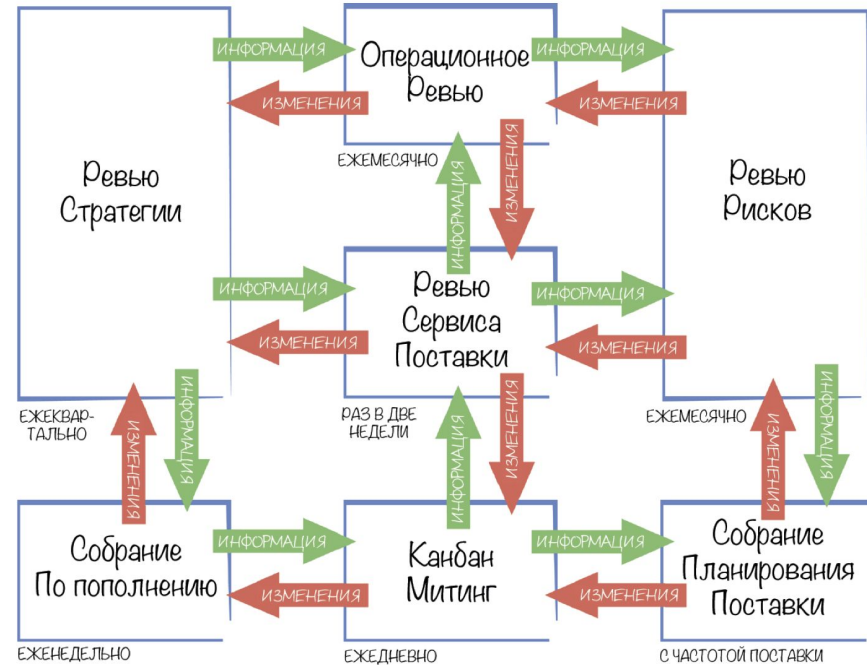 ИНФОРМАЦИЯ
Операционное
Ревью
ИНФОРМАЦИЯ
ИЗМЕНЕНИЯ
ИЗМЕНЕНИЯ
ЕЖЕМЕСЯЧНО
ИНФОРМАЦИЯ
ИЗМЕНЕНИЯ
Ревью
Стратегии
Ревью
Рисков
ИНФОРМАЦИЯ
Ревью
Сервиса
Поставки
ИНФОРМАЦИЯ
ИЗМЕНЕНИЯ
ИЗМЕНЕНИЯ
ЕЖЕКВАР-
ТАЛЬНО
ИЗМЕНЕНИЯ
ИНФОРМАЦИЯ
РАЗ В ДВЕ
НЕДЕЛИ
ИНФОРМАЦИЯ
ИЗМЕНЕНИЯ
ЕЖЕМЕСЯЧНО
ИЗМЕНЕНИЯ
ИНФОРМАЦИЯ
Собрание
По пополнению
ИНФОРМАЦИЯ
ИЗМЕНЕНИЯ
Канбан
Митинг
ИНФОРМАЦИЯ
ИЗМЕНЕНИЯ
Собрание
Планирования
Поставки
ЕЖЕНЕДЕЛЬНО
ЕЖЕДНЕВНО
С ЧАСТОТОЙ ПОСТАВКИ